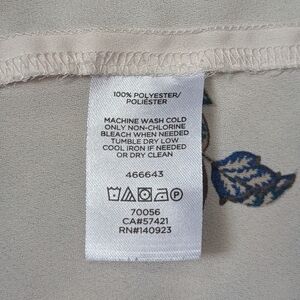 100% POLYESTER/
POLIÉSTER
MACHINE WASH COLD
ONLY NON-CHLORINE
BLEACH WHEN NEEDED
TUMBLE DRY LOW
COOL IRON IF NEEDED
OR DRY CLEAN
466643
70056
CA#57421
RN#140923